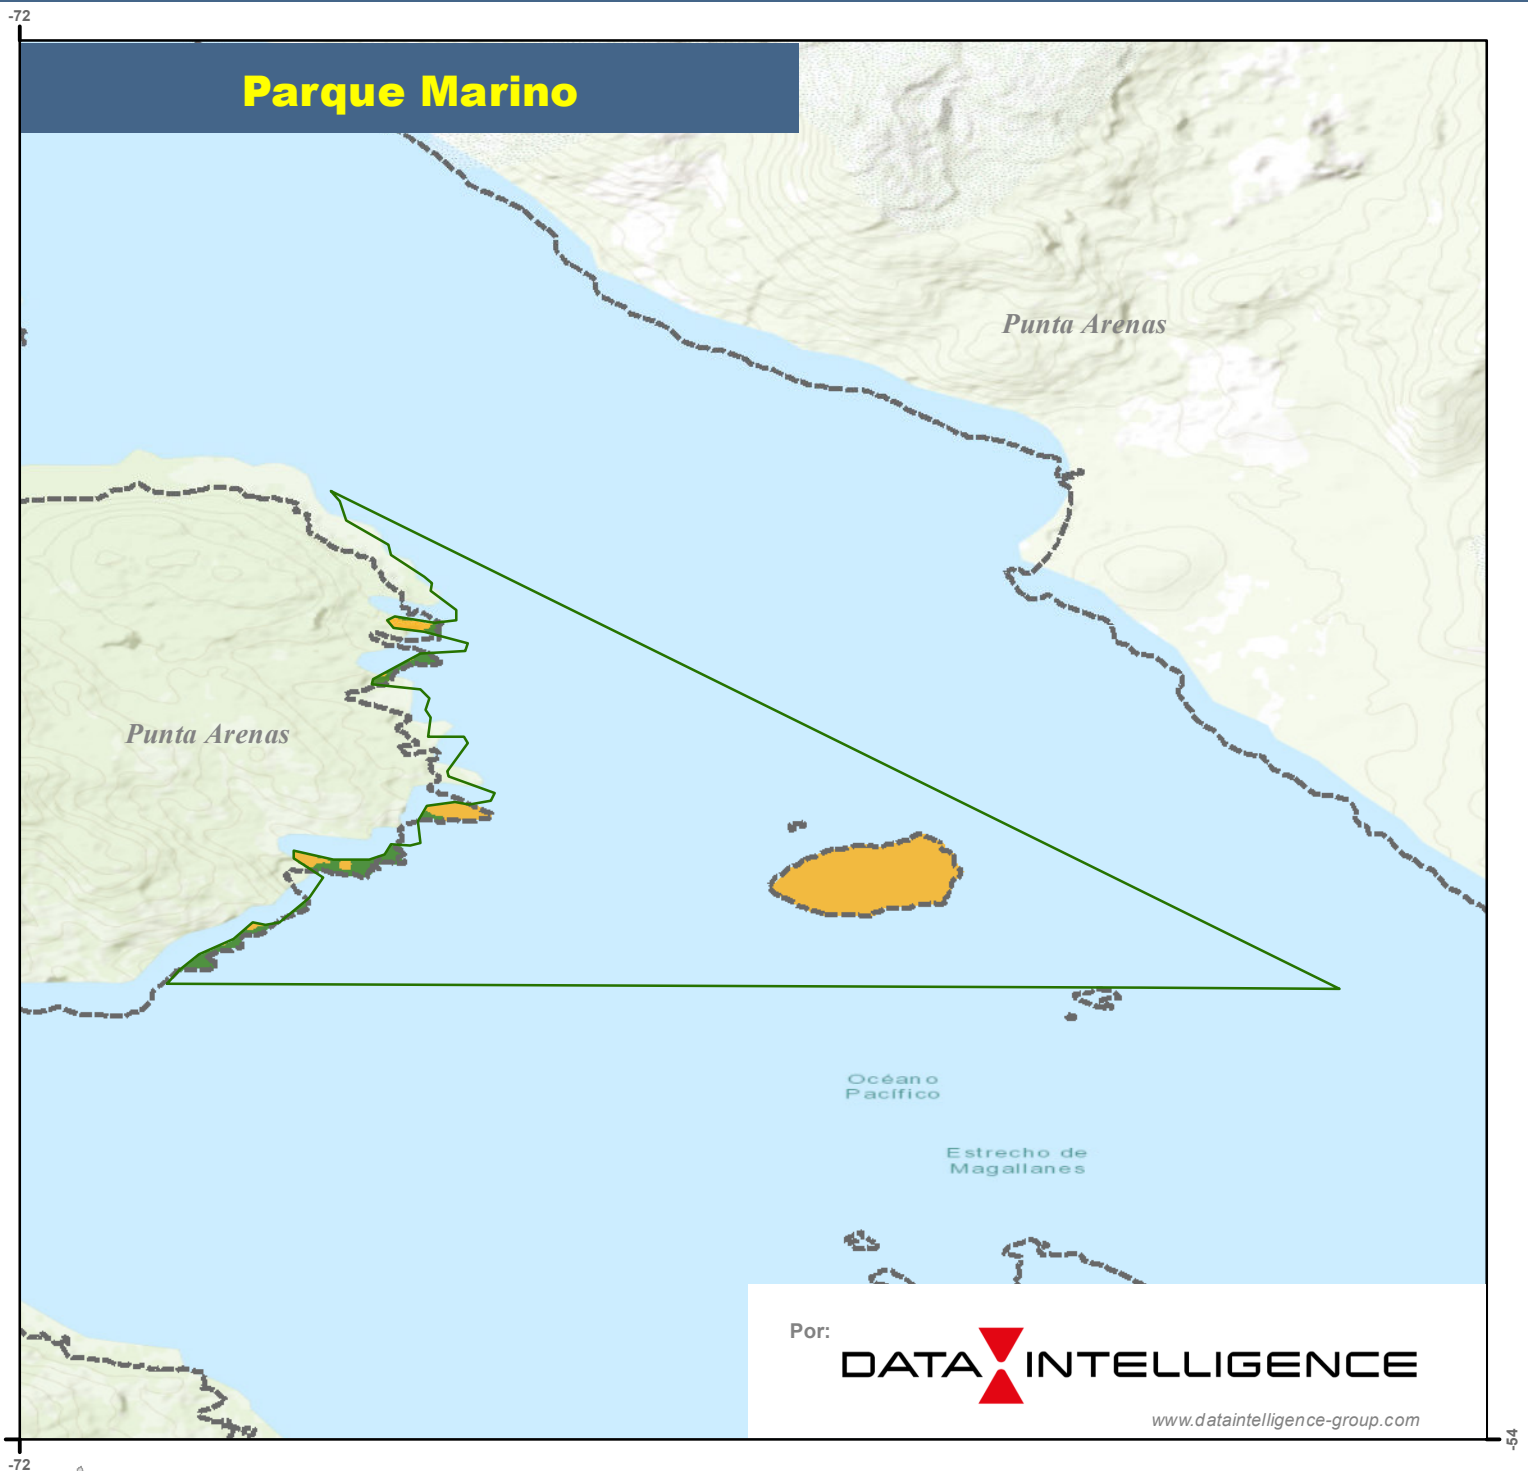 -72
Parque Marino
Punta Arenas
Punta Arenas
Océano
Pacífico
Estrecho de
Magallanes
Por:
DATA INTELLIGENCE
www.dataintelligence-group.com
-54
-72